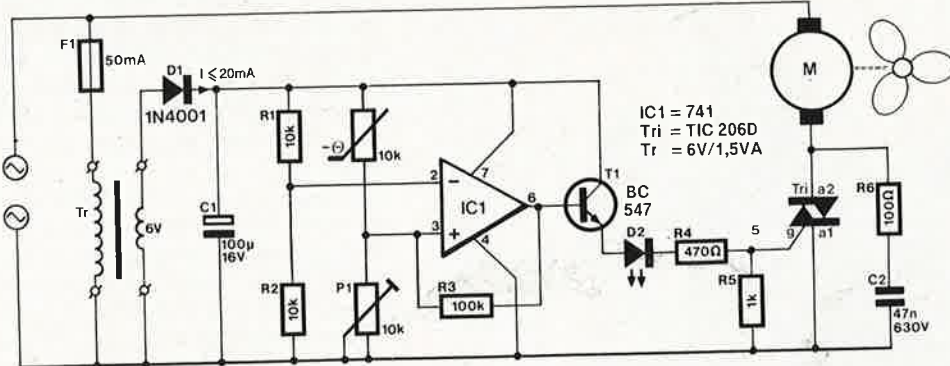 F1
50mA
D1
I ≤ 20mA
1N4001
Tr
6V
C1
100µ
16V
R1
10k
-Θ
10k
R2
10k
P1
10k
2
3
7
4
6
−
+
IC1
R3
100k
T1
BC
547
D2
R4
470Ω
5
R5
1k
IC1 = 741
Tri = TIC 206D
Tr = 6V/1,5VA
M
Tri
a2
g
a1
R6
100Ω
C2
47n
630V